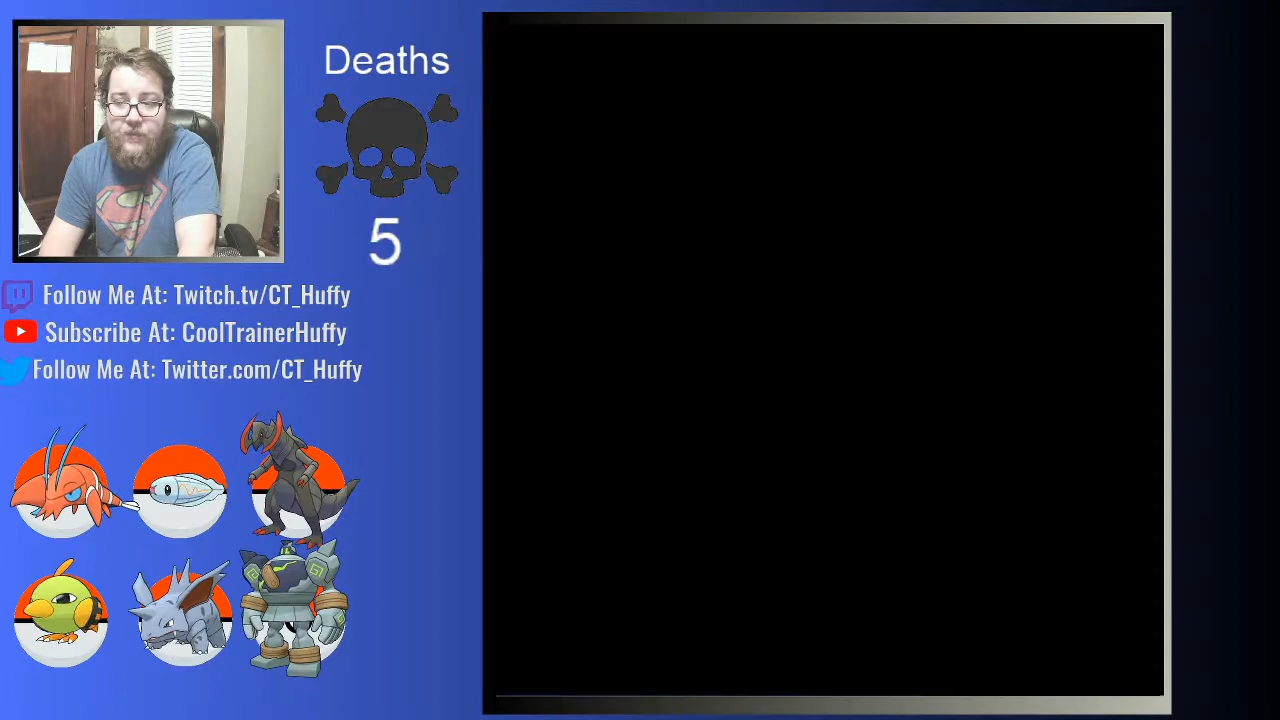 Deaths
5
Follow Me At: Twitch.tv/CT_Huffy
Subscribe At: CoolTrainerHuffy
Follow Me At: Twitter.com/CT_Huffy